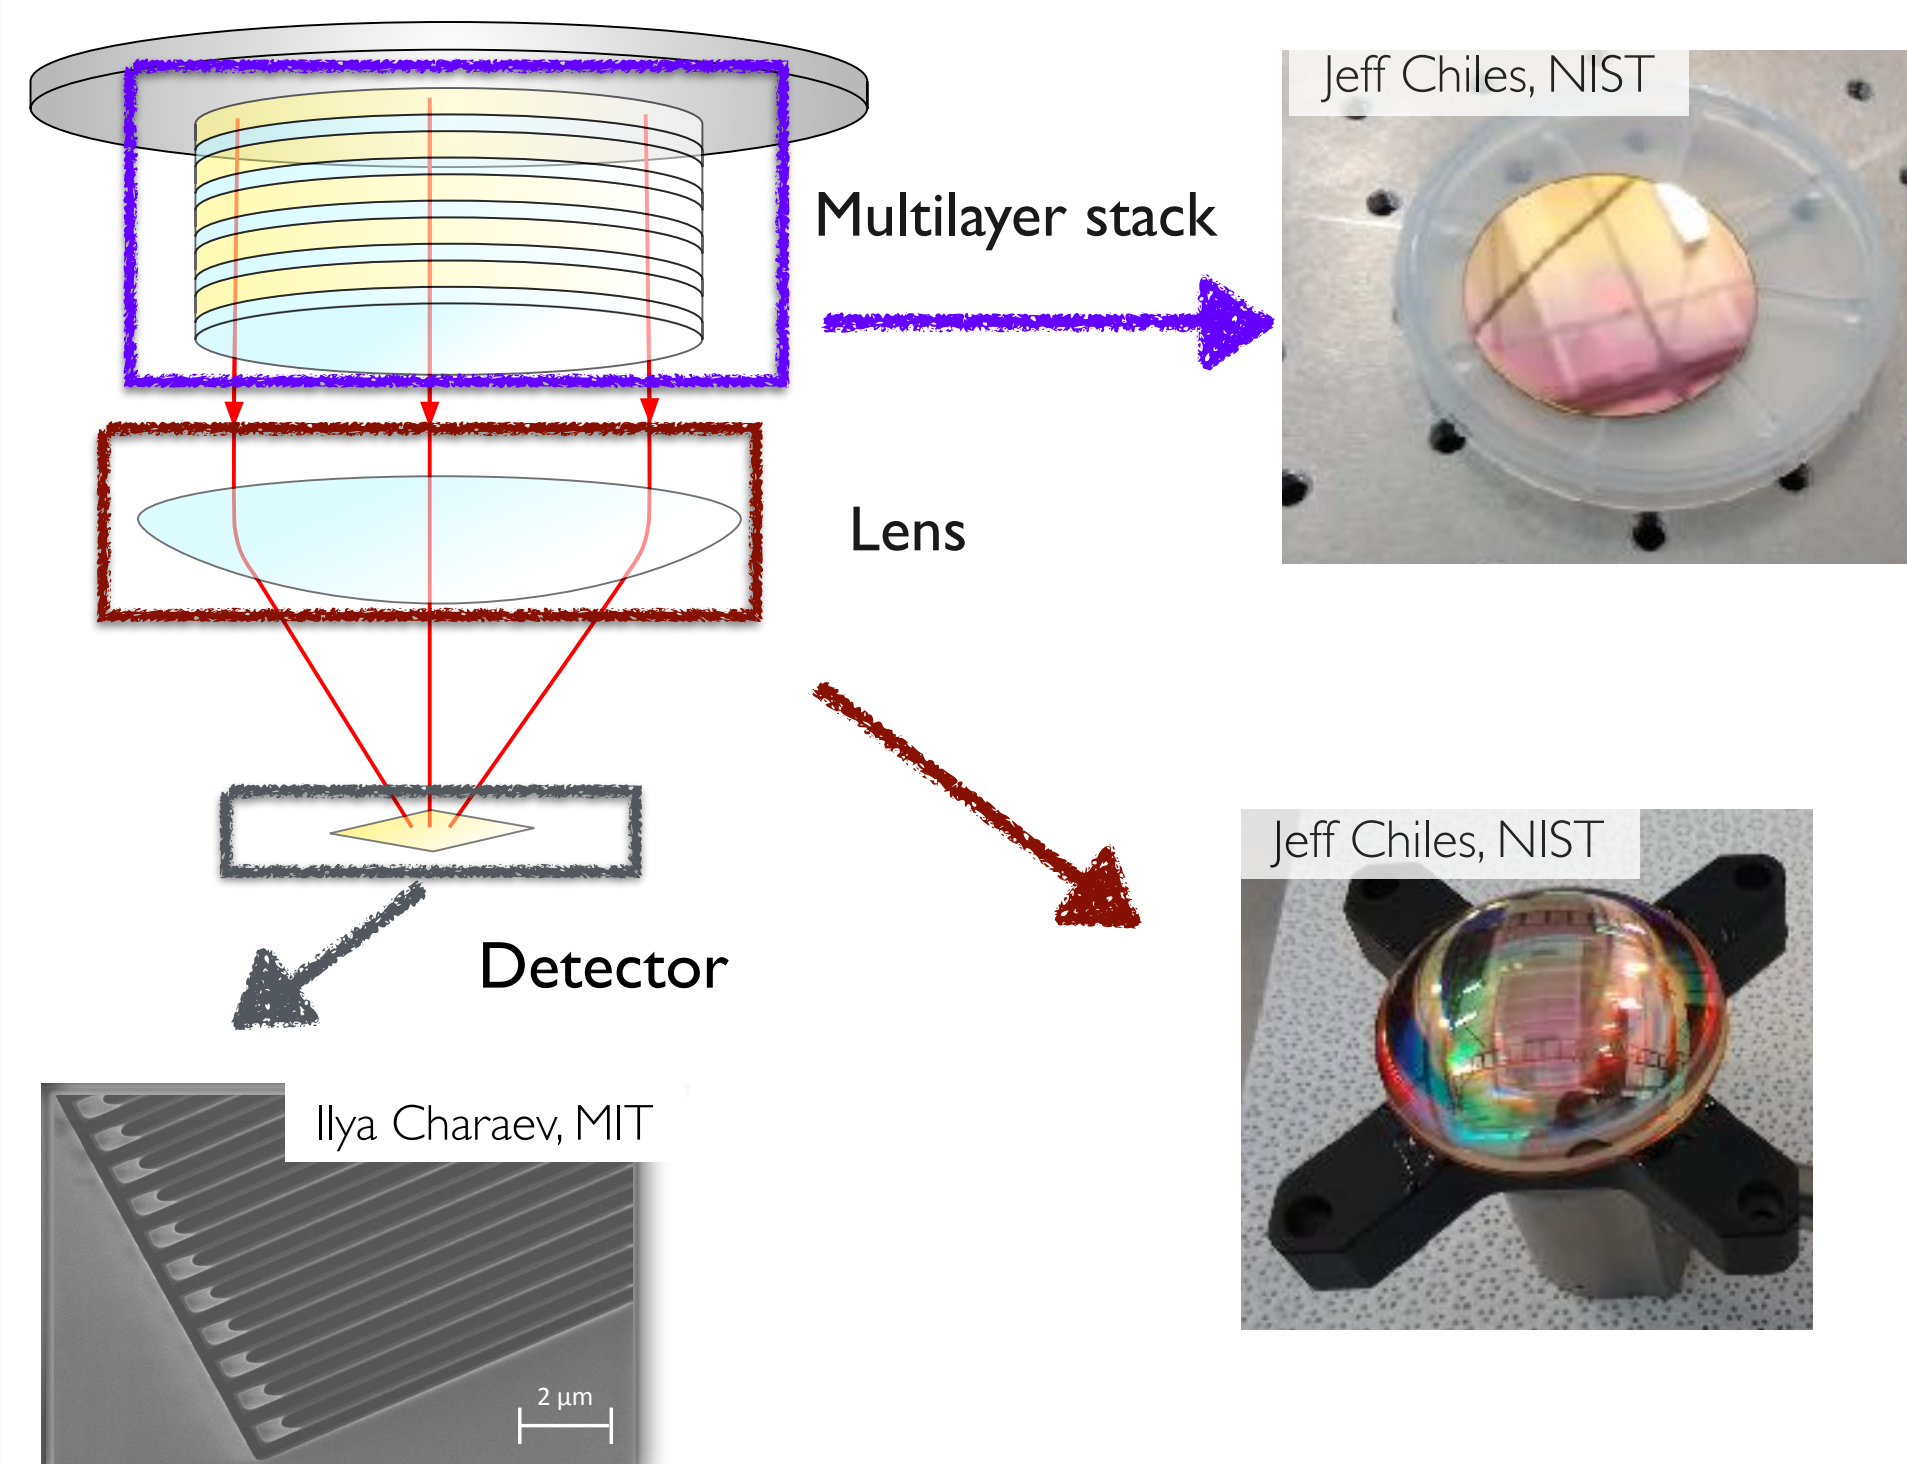 Jeff Chiles, NIST
Multilayer stack
Lens
Jeff Chiles, NIST
Detector
Ilya Charaev, MIT
2 µm